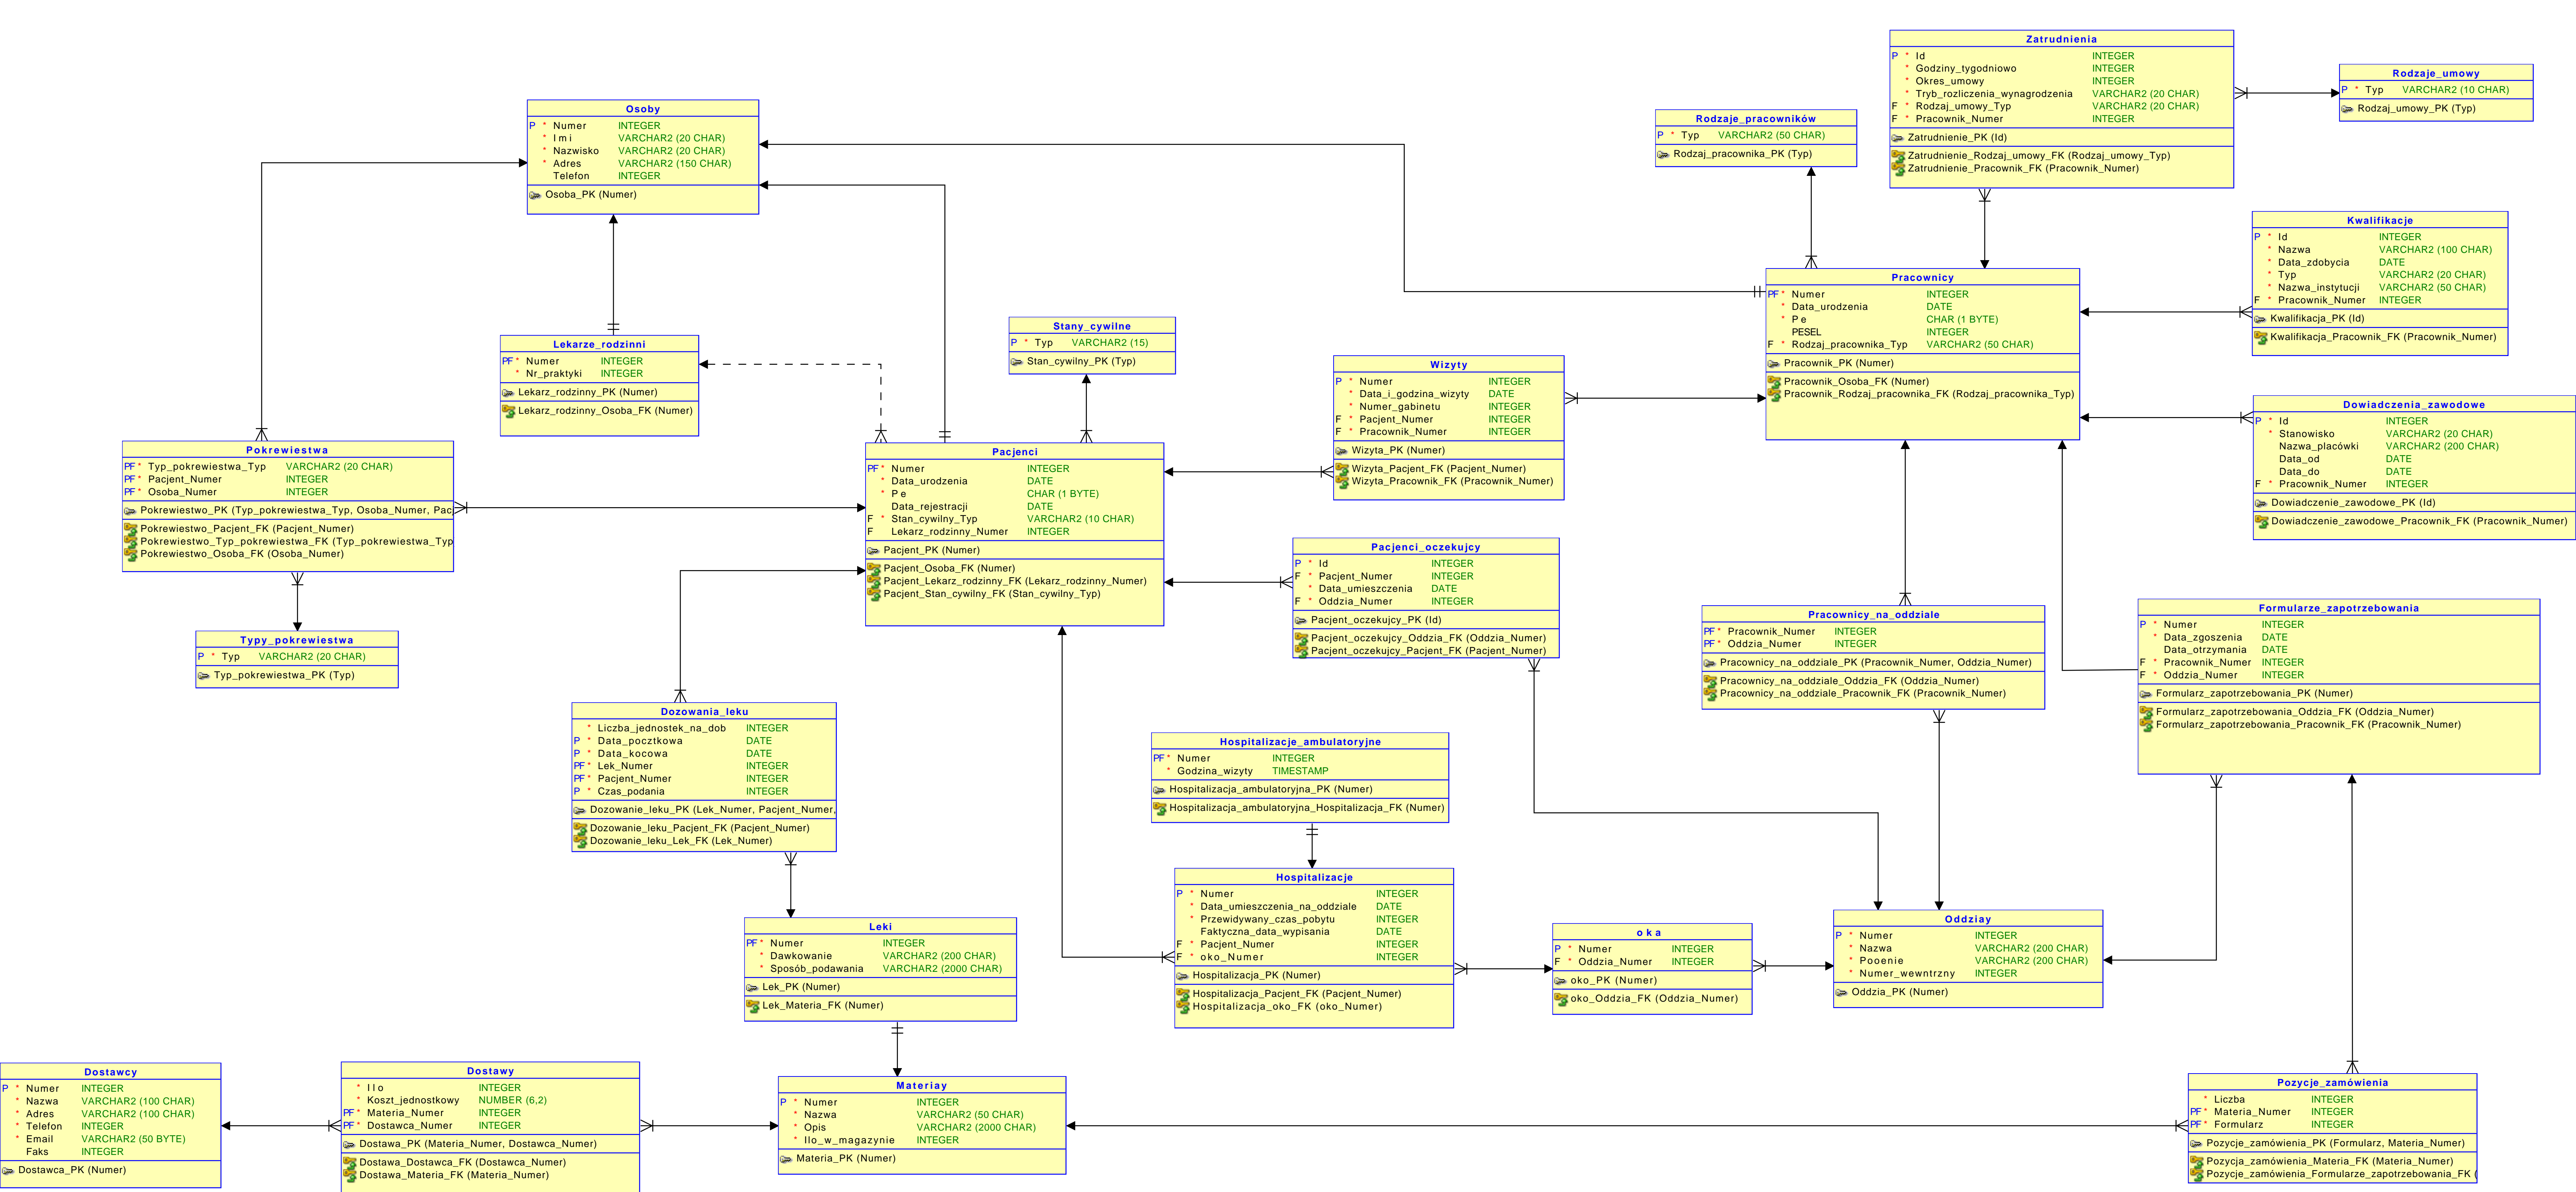 Zatrudnienia
P * Id INTEGER
* Godziny_tygodniowo INTEGER
* Okres_umowy INTEGER
* Tryb_rozliczenia_wynagrodzenia VARCHAR2 (20 CHAR)
F * Rodzaj_umowy_Typ VARCHAR2 (20 CHAR)
F * Pracownik_Numer INTEGER
Zatrudnienie_PK (Id)
Zatrudnienie_Rodzaj_umowy_FK (Rodzaj_umowy_Typ)
Zatrudnienie_Pracownik_FK (Pracownik_Numer)
Rodzaje_umowy
P * Typ VARCHAR2 (10 CHAR)
Rodzaj_umowy_PK (Typ)
Osoby
P * Numer INTEGER
* Imi VARCHAR2 (20 CHAR)
* Nazwisko VARCHAR2 (20 CHAR)
* Adres VARCHAR2 (150 CHAR)
Telefon INTEGER
Osoba_PK (Numer)
Rodzaje_pracowników
P * Typ VARCHAR2 (50 CHAR)
Rodzaj_pracownika_PK (Typ)
Kwalifikacje
P * Id INTEGER
* Nazwa VARCHAR2 (100 CHAR)
* Data_zdobycia DATE
* Typ VARCHAR2 (20 CHAR)
* Nazwa_instytucji VARCHAR2 (50 CHAR)
F * Pracownik_Numer INTEGER
Kwalifikacja_PK (Id)
Kwalifikacja_Pracownik_FK (Pracownik_Numer)
Pracownicy
PF * Numer INTEGER
* Data_urodzenia DATE
* Pe CHAR (1 BYTE)
PESEL INTEGER
F * Rodzaj_pracownika_Typ VARCHAR2 (50 CHAR)
Pracownik_PK (Numer)
Pracownik_Osoba_FK (Numer)
Pracownik_Rodzaj_pracownika_FK (Rodzaj_pracownika_Typ)
Lekarze_rodzinni
PF * Numer INTEGER
* Nr_praktyki INTEGER
Lekarz_rodzinny_PK (Numer)
Lekarz_rodzinny_Osoba_FK (Numer)
Stany_cywilne
P * Typ VARCHAR2 (15)
Stan_cywilny_PK (Typ)
Wizyty
P * Numer INTEGER
* Data_i_godzina_wizyty DATE
* Numer_gabinetu INTEGER
F * Pacjent_Numer INTEGER
F * Pracownik_Numer INTEGER
Wizyta_PK (Numer)
Wizyta_Pacjent_FK (Pacjent_Numer)
Wizyta_Pracownik_FK (Pracownik_Numer)
Dowiadczenia_zawodowe
P * Id INTEGER
* Stanowisko VARCHAR2 (20 CHAR)
Nazwa_placówki VARCHAR2 (200 CHAR)
Data_od DATE
Data_do DATE
F * Pracownik_Numer INTEGER
Dowiadczenie_zawodowe_PK (Id)
Dowiadczenie_zawodowe_Pracownik_FK (Pracownik_Numer)
Pokrewiestwa
PF * Typ_pokrewiestwa_Typ VARCHAR2 (20 CHAR)
PF * Pacjent_Numer INTEGER
PF * Osoba_Numer INTEGER
Pokrewiestwo_PK (Typ_pokrewiestwa_Typ, Osoba_Numer, Pac
Pokrewiestwo_Pacjent_FK (Pacjent_Numer)
Pokrewiestwo_Typ_pokrewiestwa_FK (Typ_pokrewiestwa_Typ
Pokrewiestwo_Osoba_FK (Osoba_Numer)
Pacjenci
PF * Numer INTEGER
* Data_urodzenia DATE
* Pe CHAR (1 BYTE)
Data_rejestracji DATE
F * Stan_cywilny_Typ VARCHAR2 (10 CHAR)
F Lekarz_rodzinny_Numer INTEGER
Pacjent_PK (Numer)
Pacjent_Osoba_FK (Numer)
Pacjent_Lekarz_rodzinny_FK (Lekarz_rodzinny_Numer)
Pacjent_Stan_cywilny_FK (Stan_cywilny_Typ)
Pacjenci_oczekujcy
P * Id INTEGER
F * Pacjent_Numer INTEGER
* Data_umieszczenia DATE
F * Oddzia_Numer INTEGER
Pacjent_oczekujcy_PK (Id)
Pacjent_oczekujcy_Oddzia_FK (Oddzia_Numer)
Pacjent_oczekujcy_Pacjent_FK (Pacjent_Numer)
Typy_pokrewiestwa
P * Typ VARCHAR2 (20 CHAR)
Typ_pokrewiestwa_PK (Typ)
Pracownicy_na_oddziale
PF * Pracownik_Numer INTEGER
PF * Oddzia_Numer INTEGER
Pracownicy_na_oddziale_PK (Pracownik_Numer, Oddzia_Numer)
Pracownicy_na_oddziale_Oddzia_FK (Oddzia_Numer)
Pracownicy_na_oddziale_Pracownik_FK (Pracownik_Numer)
Formularze_zapotrzebowania
P * Numer INTEGER
* Data_zgoszenia DATE
Data_otrzymania DATE
F * Pracownik_Numer INTEGER
F * Oddzia_Numer INTEGER
Formularz_zapotrzebowania_PK (Numer)
Formularz_zapotrzebowania_Oddzia_FK (Oddzia_Numer)
Formularz_zapotrzebowania_Pracownik_FK (Pracownik_Numer)
Dozowania_leku
* Liczba_jednostek_na_dob INTEGER
P * Data_pocztkowa DATE
P * Data_kocowa DATE
PF * Lek_Numer INTEGER
PF * Pacjent_Numer INTEGER
P * Czas_podania INTEGER
Dozowanie_leku_PK (Lek_Numer, Pacjent_Numer,
Dozowanie_leku_Pacjent_FK (Pacjent_Numer)
Dozowanie_leku_Lek_FK (Lek_Numer)
Hospitalizacje_ambulatoryjne
PF * Numer INTEGER
* Godzina_wizyty TIMESTAMP
Hospitalizacja_ambulatoryjna_PK (Numer)
Hospitalizacja_ambulatoryjna_Hospitalizacja_FK (Numer)
Hospitalizacje
P * Numer INTEGER
* Data_umieszczenia_na_oddziale DATE
* Przewidywany_czas_pobytu INTEGER
Faktyczna_data_wypisania DATE
F * Pacjent_Numer INTEGER
F * oko_Numer INTEGER
Hospitalizacja_PK (Numer)
Hospitalizacja_Pacjent_FK (Pacjent_Numer)
Hospitalizacja_oko_FK (oko_Numer)
oka
P * Numer INTEGER
F * Oddzia_Numer INTEGER
oko_PK (Numer)
oko_Oddzia_FK (Oddzia_Numer)
Oddziay
P * Numer INTEGER
* Nazwa VARCHAR2 (200 CHAR)
* Pooenie VARCHAR2 (200 CHAR)
* Numer_wewntrzny INTEGER
Oddzia_PK (Numer)
Leki
PF * Numer INTEGER
* Dawkowanie VARCHAR2 (200 CHAR)
* Sposób_podawania VARCHAR2 (2000 CHAR)
Lek_PK (Numer)
Lek_Materia_FK (Numer)
Dostawcy
P * Numer INTEGER
* Nazwa VARCHAR2 (100 CHAR)
* Adres VARCHAR2 (100 CHAR)
* Telefon INTEGER
* Email VARCHAR2 (50 BYTE)
Faks INTEGER
Dostawca_PK (Numer)
Dostawy
* Ilo INTEGER
* Koszt_jednostkowy NUMBER (6,2)
PF * Materia_Numer INTEGER
PF * Dostawca_Numer INTEGER
Dostawa_PK (Materia_Numer, Dostawca_Numer)
Dostawa_Dostawca_FK (Dostawca_Numer)
Dostawa_Materia_FK (Materia_Numer)
Materiay
P * Numer INTEGER
* Nazwa VARCHAR2 (50 CHAR)
* Opis VARCHAR2 (2000 CHAR)
* Ilo_w_magazynie INTEGER
Materia_PK (Numer)
Pozycje_zamówienia
* Liczba INTEGER
PF * Materia_Numer INTEGER
PF * Formularz INTEGER
Pozycje_zamówienia_PK (Formularz, Materia_Numer)
Pozycja_zamówienia_Materia_FK (Materia_Numer)
Pozycje_zamówienia_Formularze_zapotrzebowania_FK (